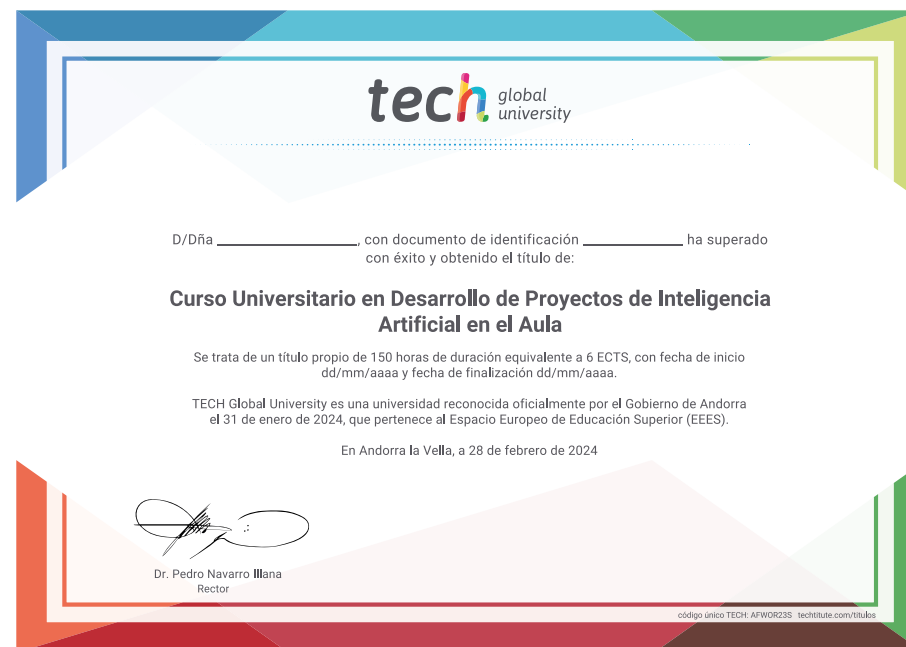 tech global university
D/Dña ____________________, con documento de identificación ______________ ha superado
con éxito y obtenido el título de:
Curso Universitario en Desarrollo de Proyectos de Inteligencia
Artificial en el Aula
Se trata de un título propio de 150 horas de duración equivalente a 6 ECTS, con fecha de inicio
dd/mm/aaaa y fecha de finalización dd/mm/aaaa.
TECH Global University es una universidad reconocida oficialmente por el Gobierno de Andorra
el 31 de enero de 2024, que pertenece al Espacio Europeo de Educación Superior (EEES).
En Andorra la Vella, a 28 de febrero de 2024
Dr. Pedro Navarro Illana
Rector
código único TECH: AFWOR23S techtitute.com/titulos